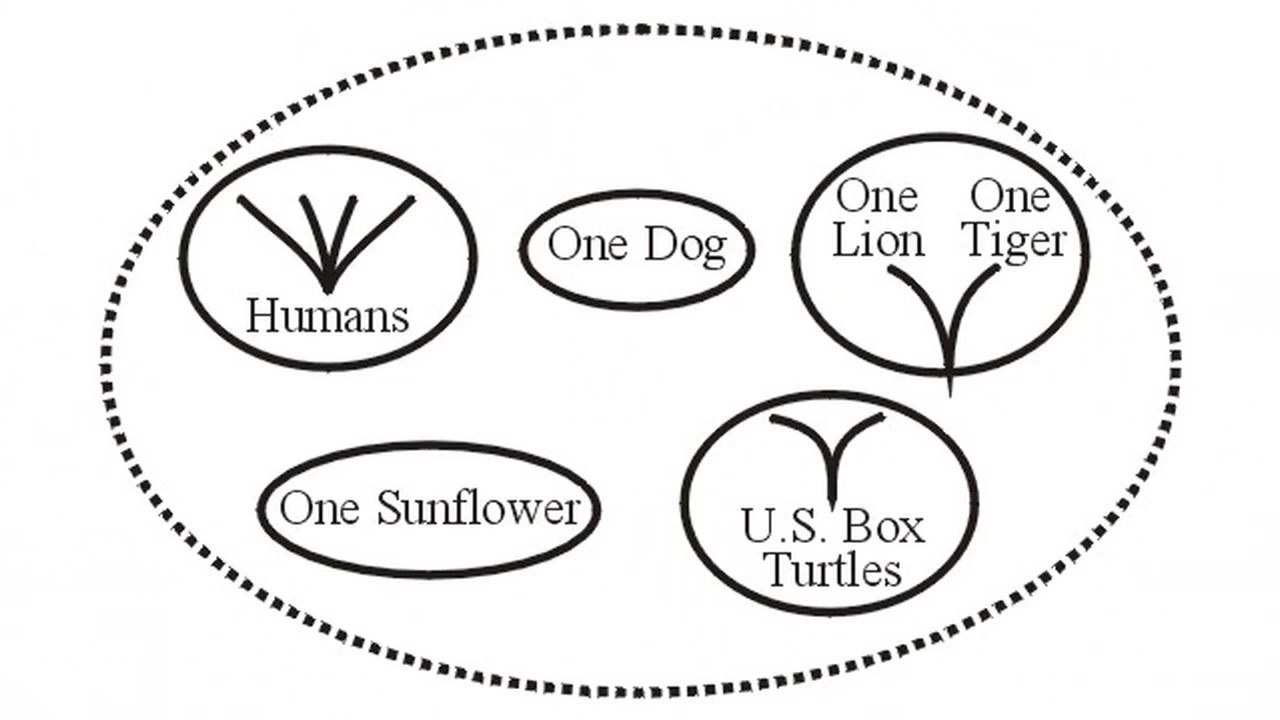 Humans
One Dog
One Lion
One Tiger
One Sunflower
U.S. Box
Turtles